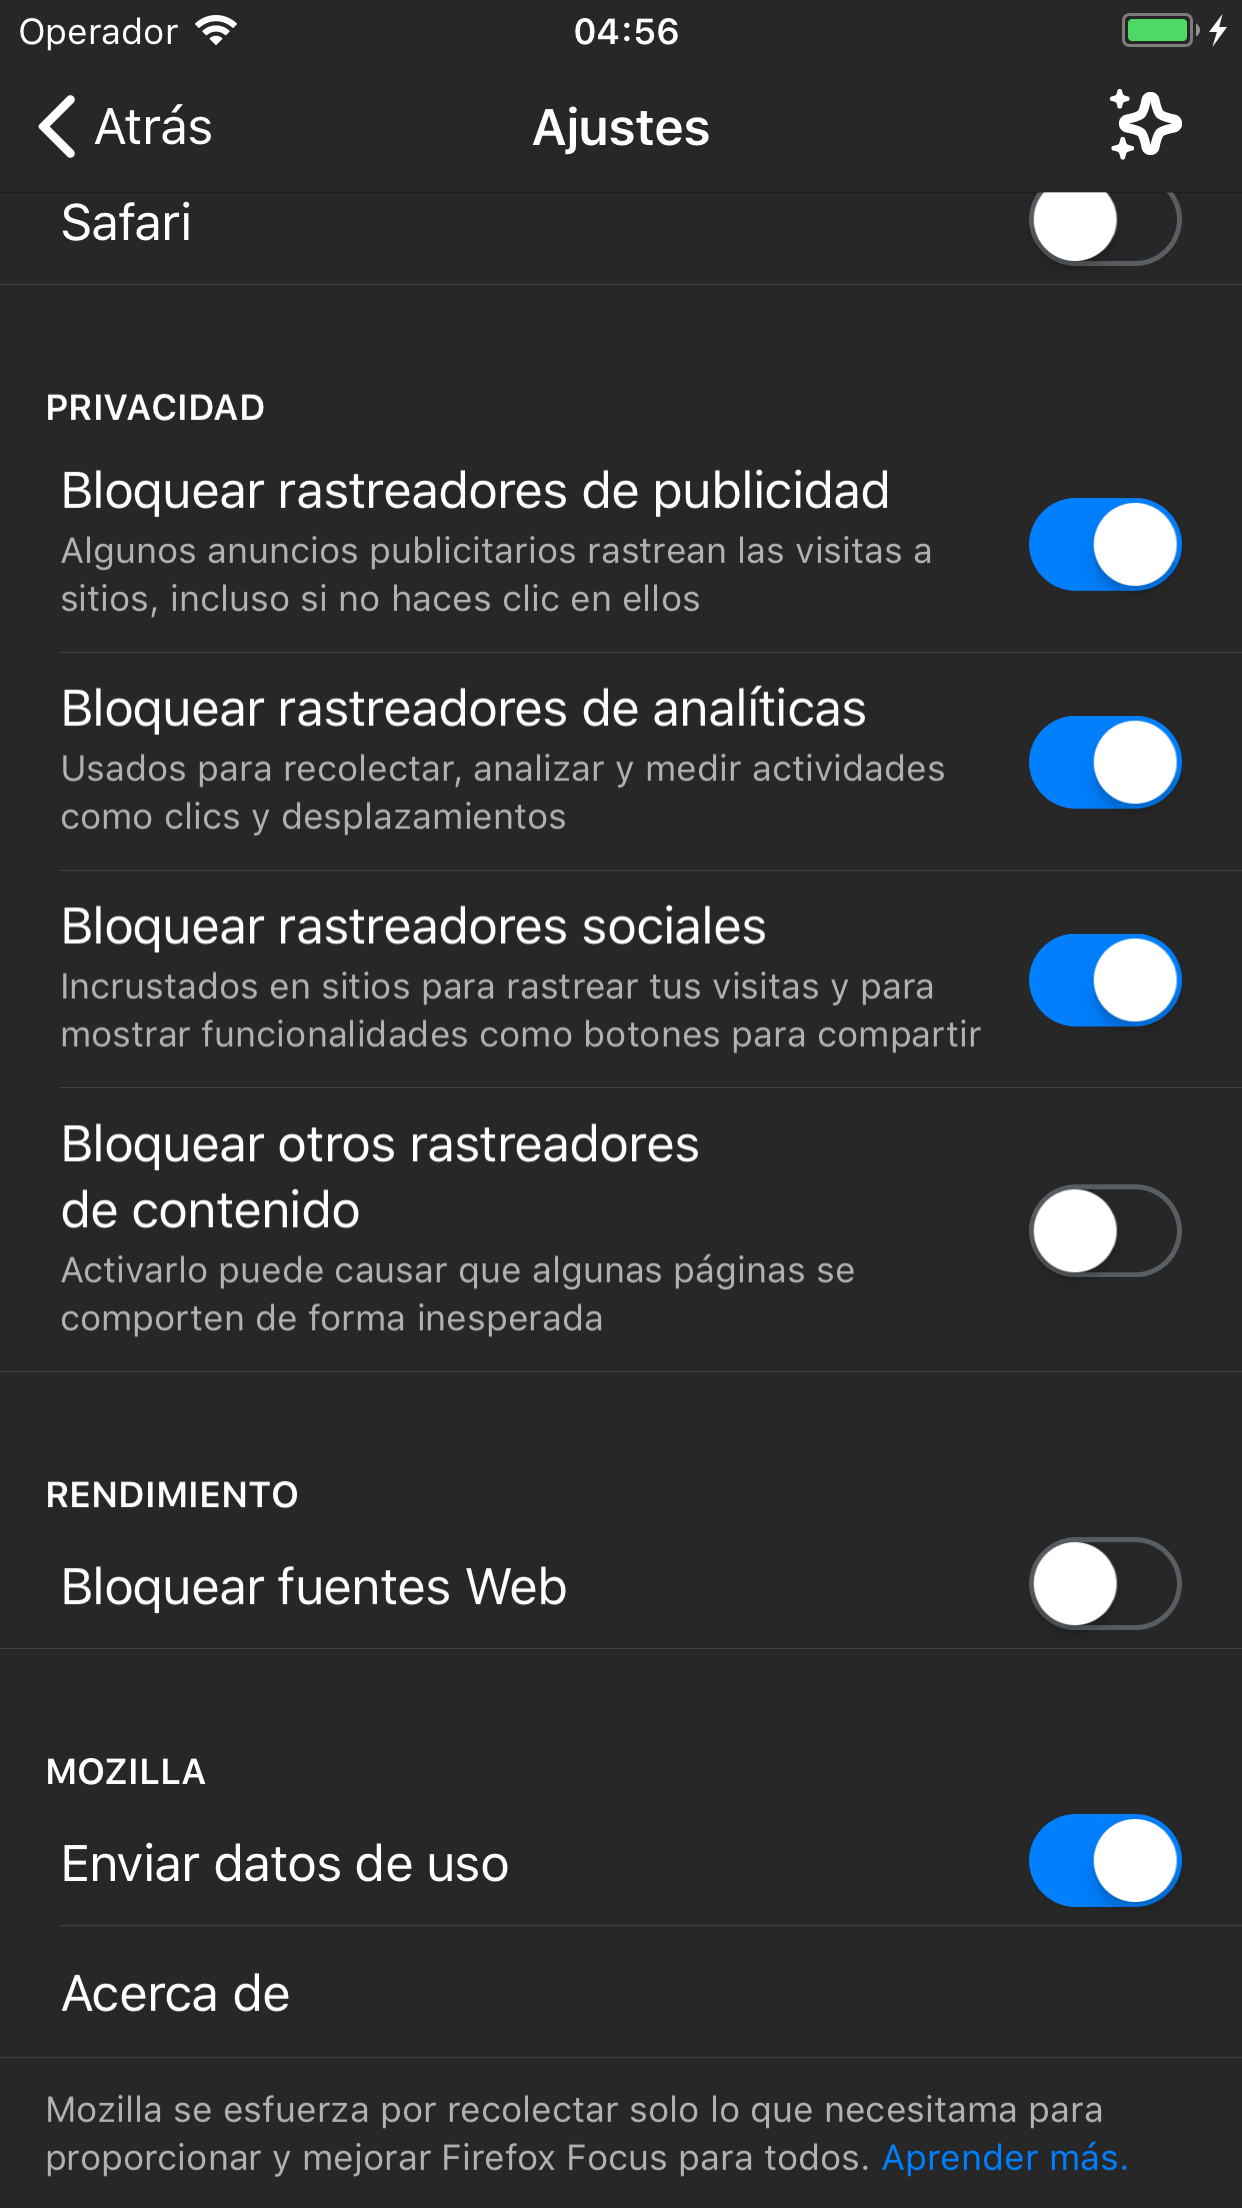 Operador
04:56
Atrás
Ajustes
Safari
PRIVACIDAD
Bloquear rastreadores de publicidad
Algunos anuncios publicitarios rastrean las visitas a
sitios, incluso si no haces clic en ellos
Bloquear rastreadores de analíticas
Usados para recolectar, analizar y medir actividades
como clics y desplazamientos
Bloquear rastreadores sociales
Incrustados en sitios para rastrear tus visitas y para
mostrar funcionalidades como botones para compartir
Bloquear otros rastreadores
de contenido
Activarlo puede causar que algunas páginas se
comporten de forma inesperada
RENDIMIENTO
Bloquear fuentes Web
MOZILLA
Enviar datos de uso
Acerca de
Mozilla se esfuerza por recolectar solo lo que necesitama para
proporcionar y mejorar Firefox Focus para todos. Aprender más.